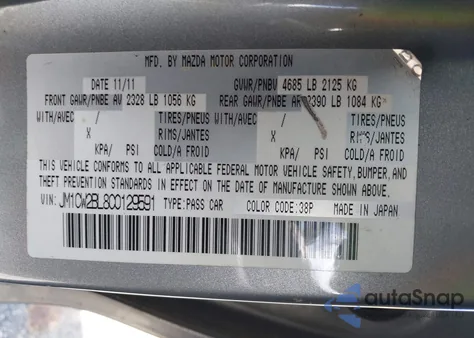 MFD. BY MAZDA MOTOR CORPORATION
DATE 11/11 GVWR/PNBV 4685 LB 2125 KG
FRONT GAWR/PNBE AV 2328 LB 1056 KG REAR GAWR/PNBE AR 2390 LB 1084 KG
WITH/AVEC / TIRES/PNEUS WITH/AVEC / TIRES/PNEUS
X RIMS/JANTES X RIMS/JANTES
KPA/ PSI COLD/A FROID KPA/ PSI COLD/A FROID
THIS VEHICLE CONFORMS TO ALL APPLICABLE FEDERAL MOTOR VEHICLE SAFETY, BUMPER, AND
THEFT PREVENTION STANDARDS IN EFFECT ON THE DATE OF MANUFACTURE SHOWN ABOVE.
VIN: JM1CW2BL8C0129591 TYPE:PASS CAR COLOR CODE:38P MADE IN JAPAN
autoSnap